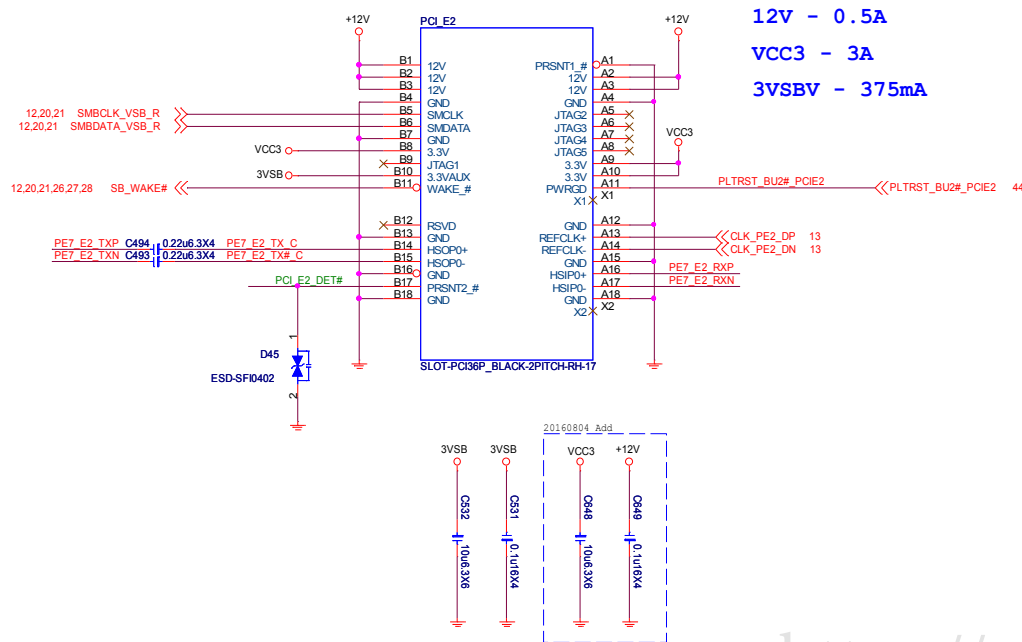 12V - 0.5A
VCC3 - 3A
3VSBV - 375mA
+12V
PCI_E2
+12V
B1 12V PRSNT1_# A1
B2 12V 12V A2
B3 12V 12V A3
B4 GND GND A4
12,20,21 SMBCLK_VSB_R B5 SMCLK JTAG2 A5
12,20,21 SMBDATA_VSB_R B6 SMDATA JTAG3 A6
B7 GND JTAG4 A7
VCC3 B8 3.3V JTAG5 A8
VCC3
B9 JTAG1 3.3V A9
3VSB B10 3.3VAUX 3.3V A10
12,20,21,26,27,28 SB_WAKE# B11 WAKE_# PWRGD A11 PLTRST_BU2#_PCIE2 PLTRST_BU2#_PCIE2 44
X1 X1
B12 RSVD GND A12
B13 GND REFCLK+ A13 CLK_PE2_DP 13
PE7_E2_TXP C494 0.22u6.3X4 PE7_E2_TX_C B14 HSOP0+ REFCLK- A14 CLK_PE2_DN 13
PE7_E2_TXN C493 0.22u6.3X4 PE7_E2_TX#_C B15 HSOP0- GND A15
B16 GND HSIP0+ A16 PE7_E2_RXP
PCI_E2_DET# B17 PRSNT2_# HSIP0- A17 PE7_E2_RXN
B18 GND GND A18
X2 X2
1
D45
ESD-SFI0402
2
SLOT-PCI36P_BLACK-2PITCH-RH-17
20160804 Add
3VSB 3VSB VCC3 +12V
C532 C531 C648 C649
10u6.3X6 0.1u16X4 10u6.3X6 0.1u16X4